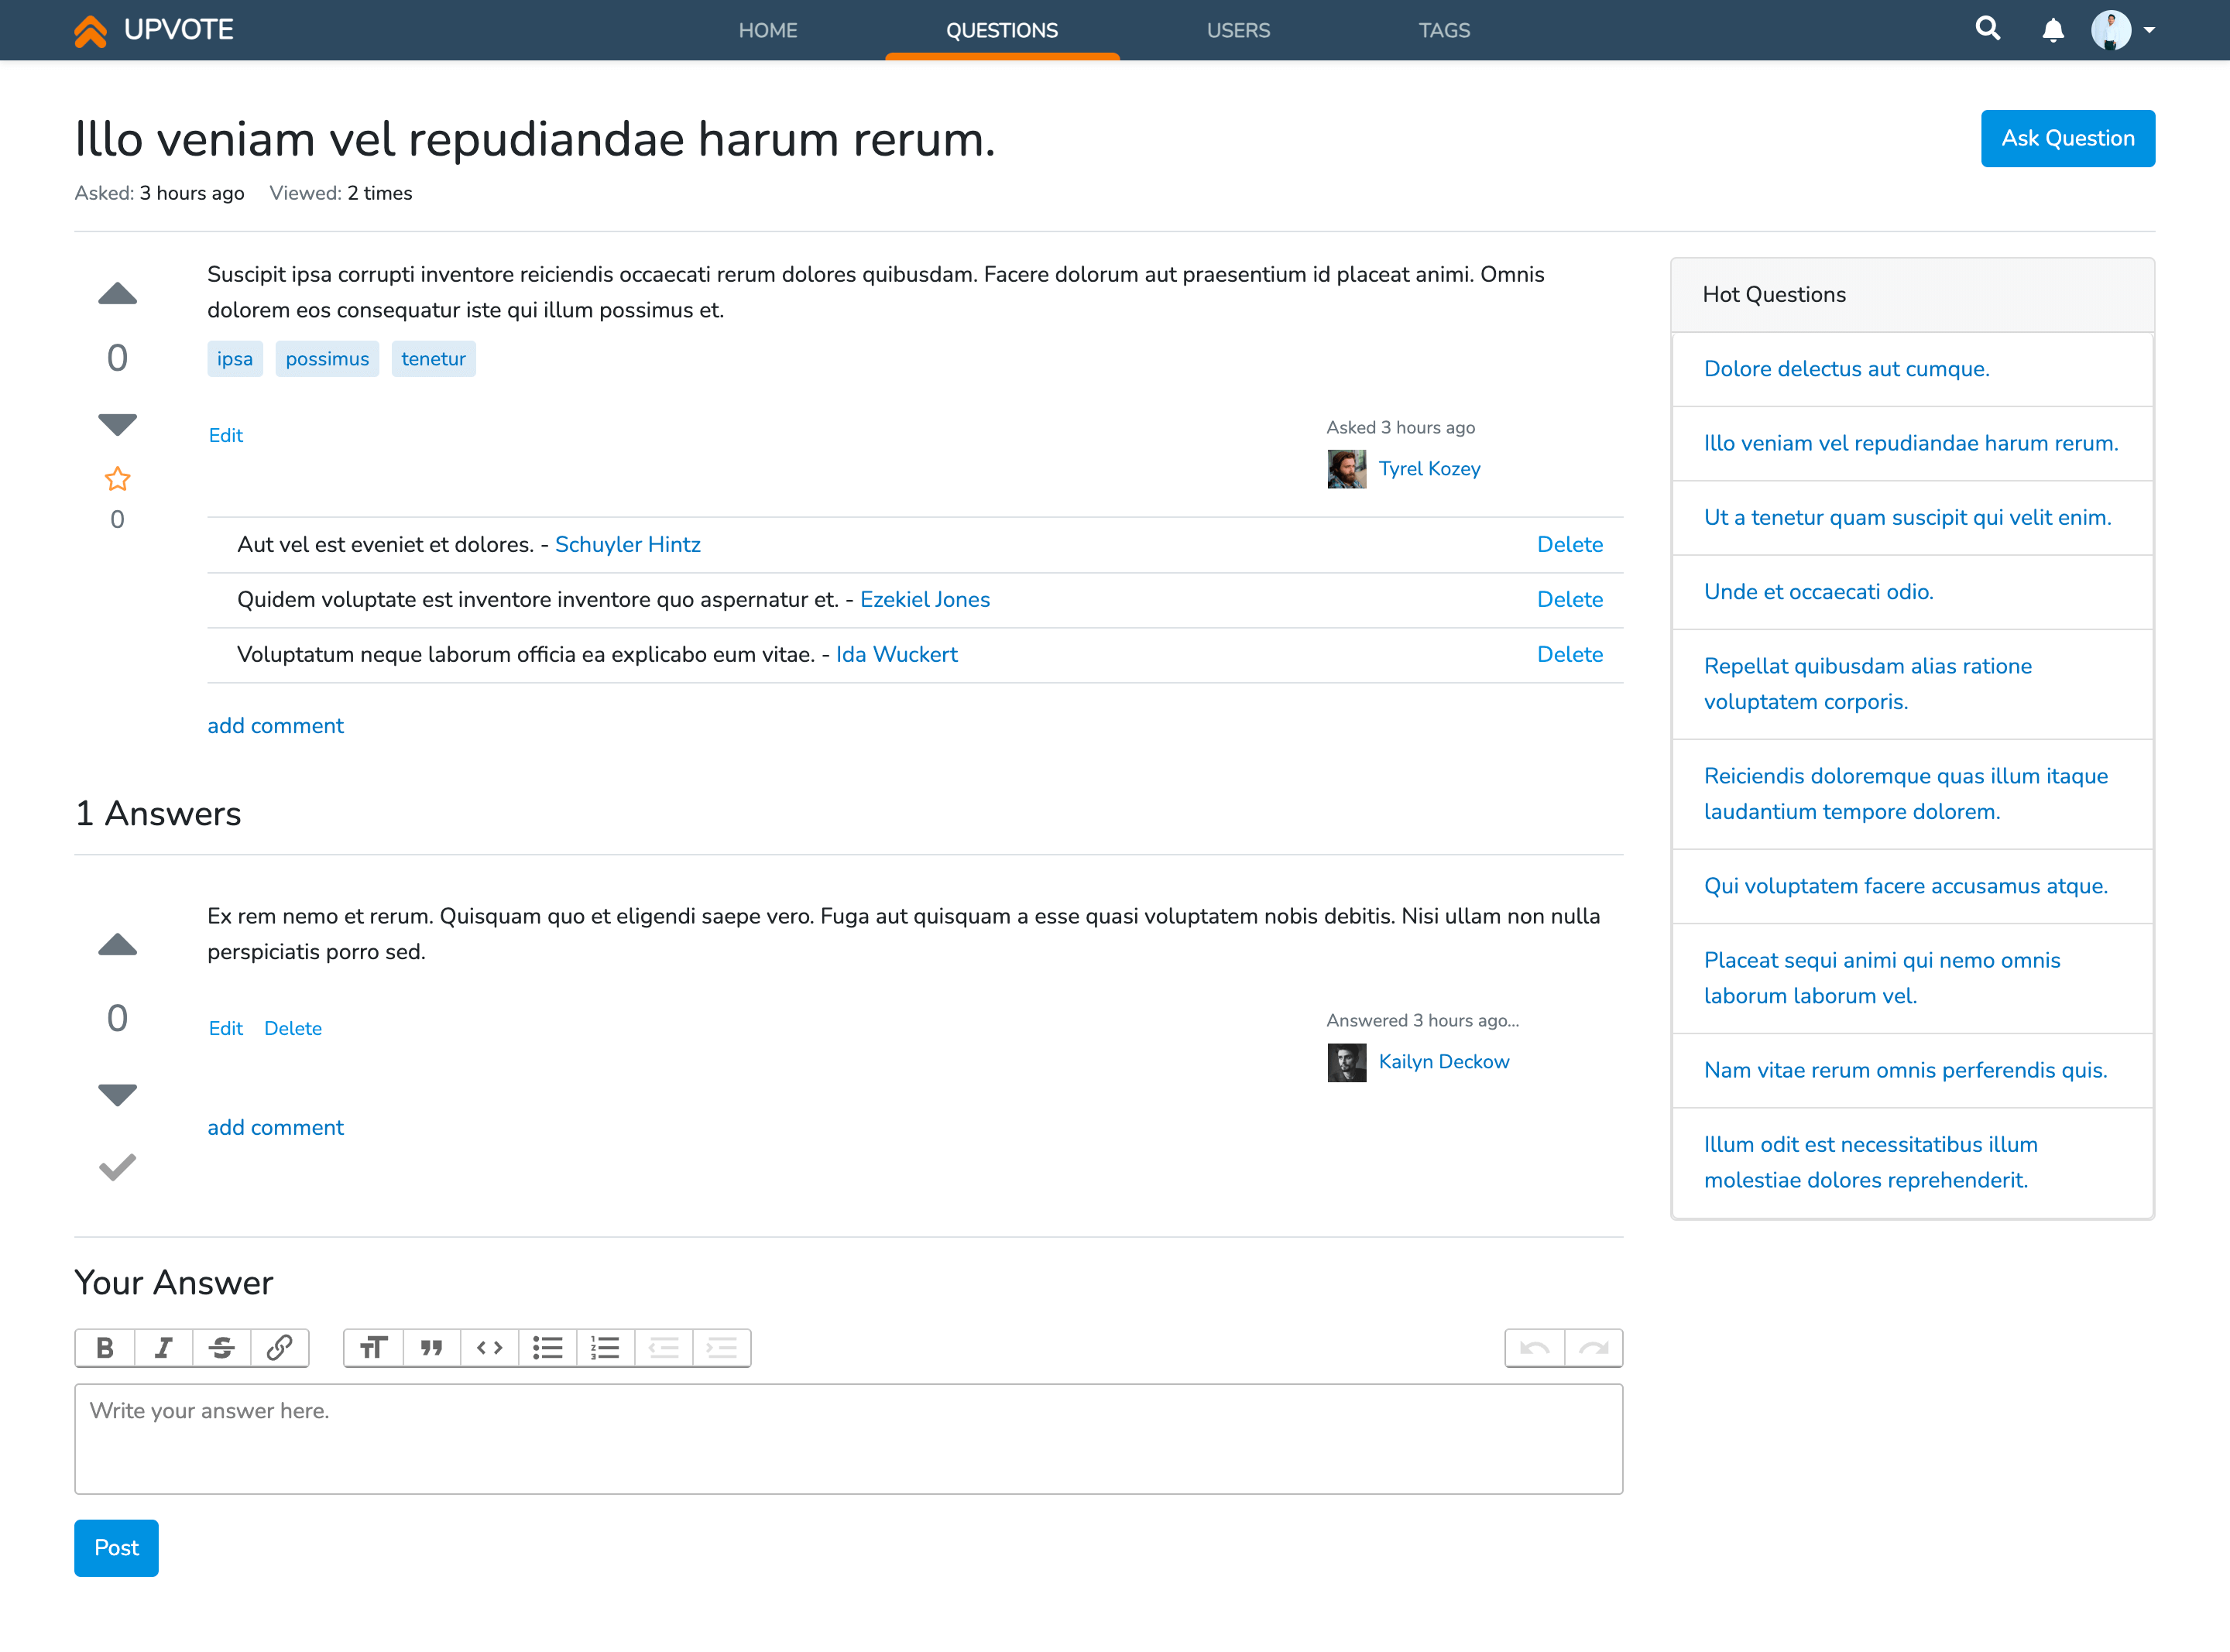 UPVOTE
HOME
QUESTIONS
USERS
TAGS
Illo veniam vel repudiandae harum rerum.
Ask Question
Asked: 3 hours ago Viewed: 2 times
Suscipit ipsa corrupti inventore reiciendis occaecati rerum dolores quibusdam. Facere dolorum aut praesentium id placeat animi. Omnis
dolorem eos consequatur iste qui illum possimus et.
0
ipsa possimus tenetur
Edit
Asked 3 hours ago
Tyrel Kozey
0
Aut vel est eveniet et dolores. - Schuyler Hintz Delete
Quidem voluptate est inventore inventore quo aspernatur et. - Ezekiel Jones Delete
Voluptatum neque laborum officia ea explicabo eum vitae. - Ida Wuckert Delete
add comment
1 Answers
Ex rem nemo et rerum. Quisquam quo et eligendi saepe vero. Fuga aut quisquam a esse quasi voluptatem nobis debitis. Nisi ullam non nulla
perspiciatis porro sed.
0
Edit Delete
Answered 3 hours ago...
Kailyn Deckow
add comment
Your Answer
Write your answer here.
Post
Hot Questions
Dolore delectus aut cumque.
Illo veniam vel repudiandae harum rerum.
Ut a tenetur quam suscipit qui velit enim.
Unde et occaecati odio.
Repellat quibusdam alias ratione
voluptatem corporis.
Reiciendis doloremque quas illum itaque
laudantium tempore dolorem.
Qui voluptatem facere accusamus atque.
Placeat sequi animi qui nemo omnis
laborum laborum vel.
Nam vitae rerum omnis perferendis quis.
Illum odit est necessitatibus illum
molestiae dolores reprehenderit.